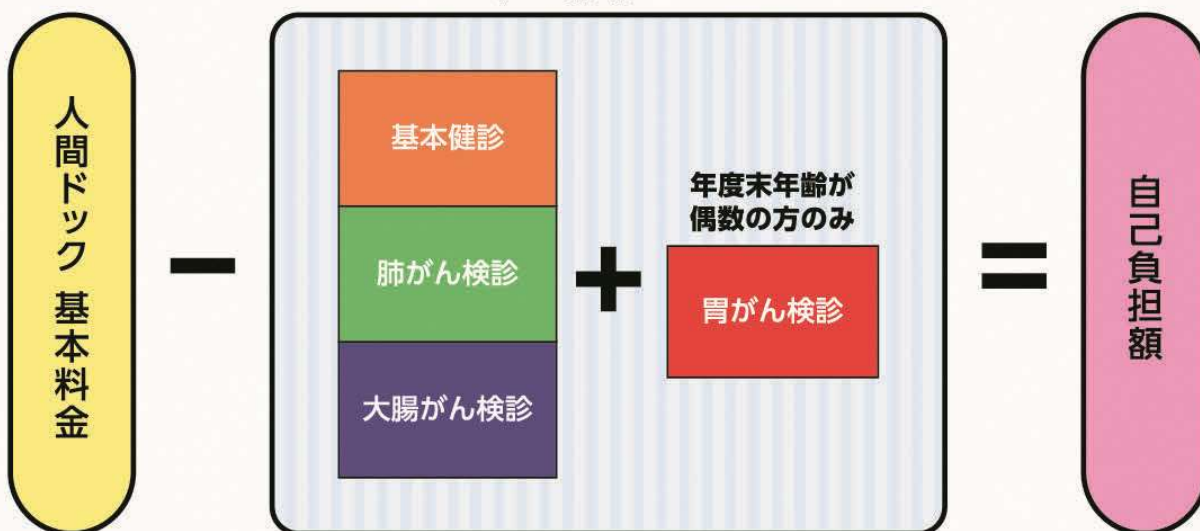 人間ドック 基本料金
−
基本健診
肺がん検診
大腸がん検診
+
年度末年齢が
偶数の方のみ
胃がん検診
=
自己負担額